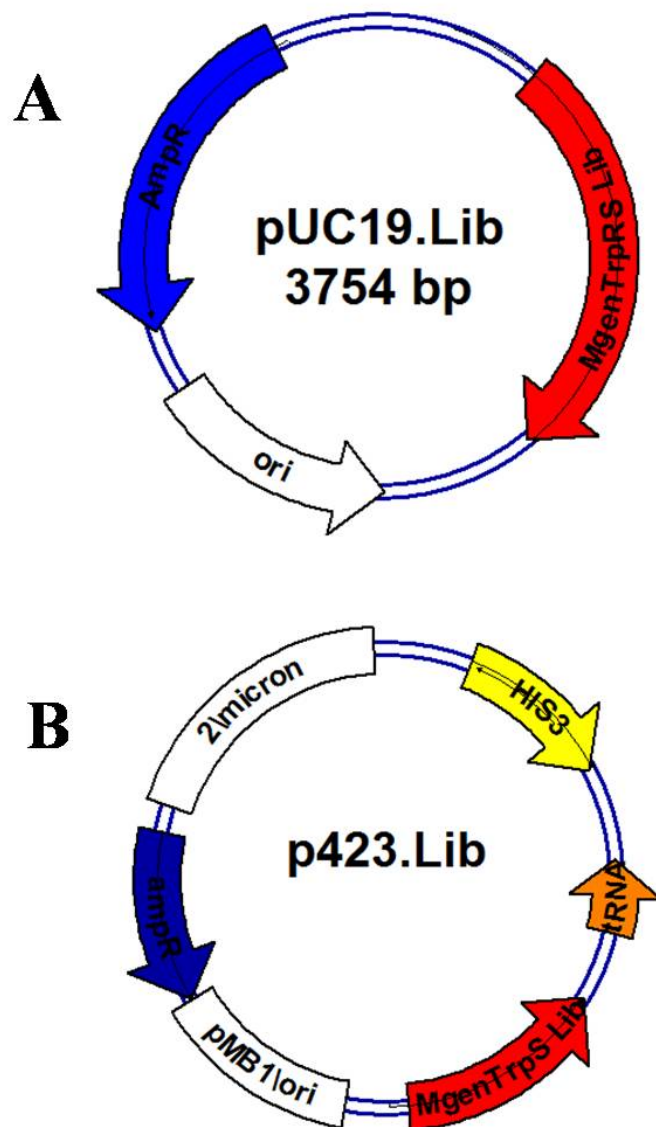 A
AmpR
pUC19.Lib
3754 bp
MgenTrpRS Lib
ori
B
2\micron
HIS3
p423.Lib
tRNA
ampR
pMB1\ori
MgenTrpS Lib